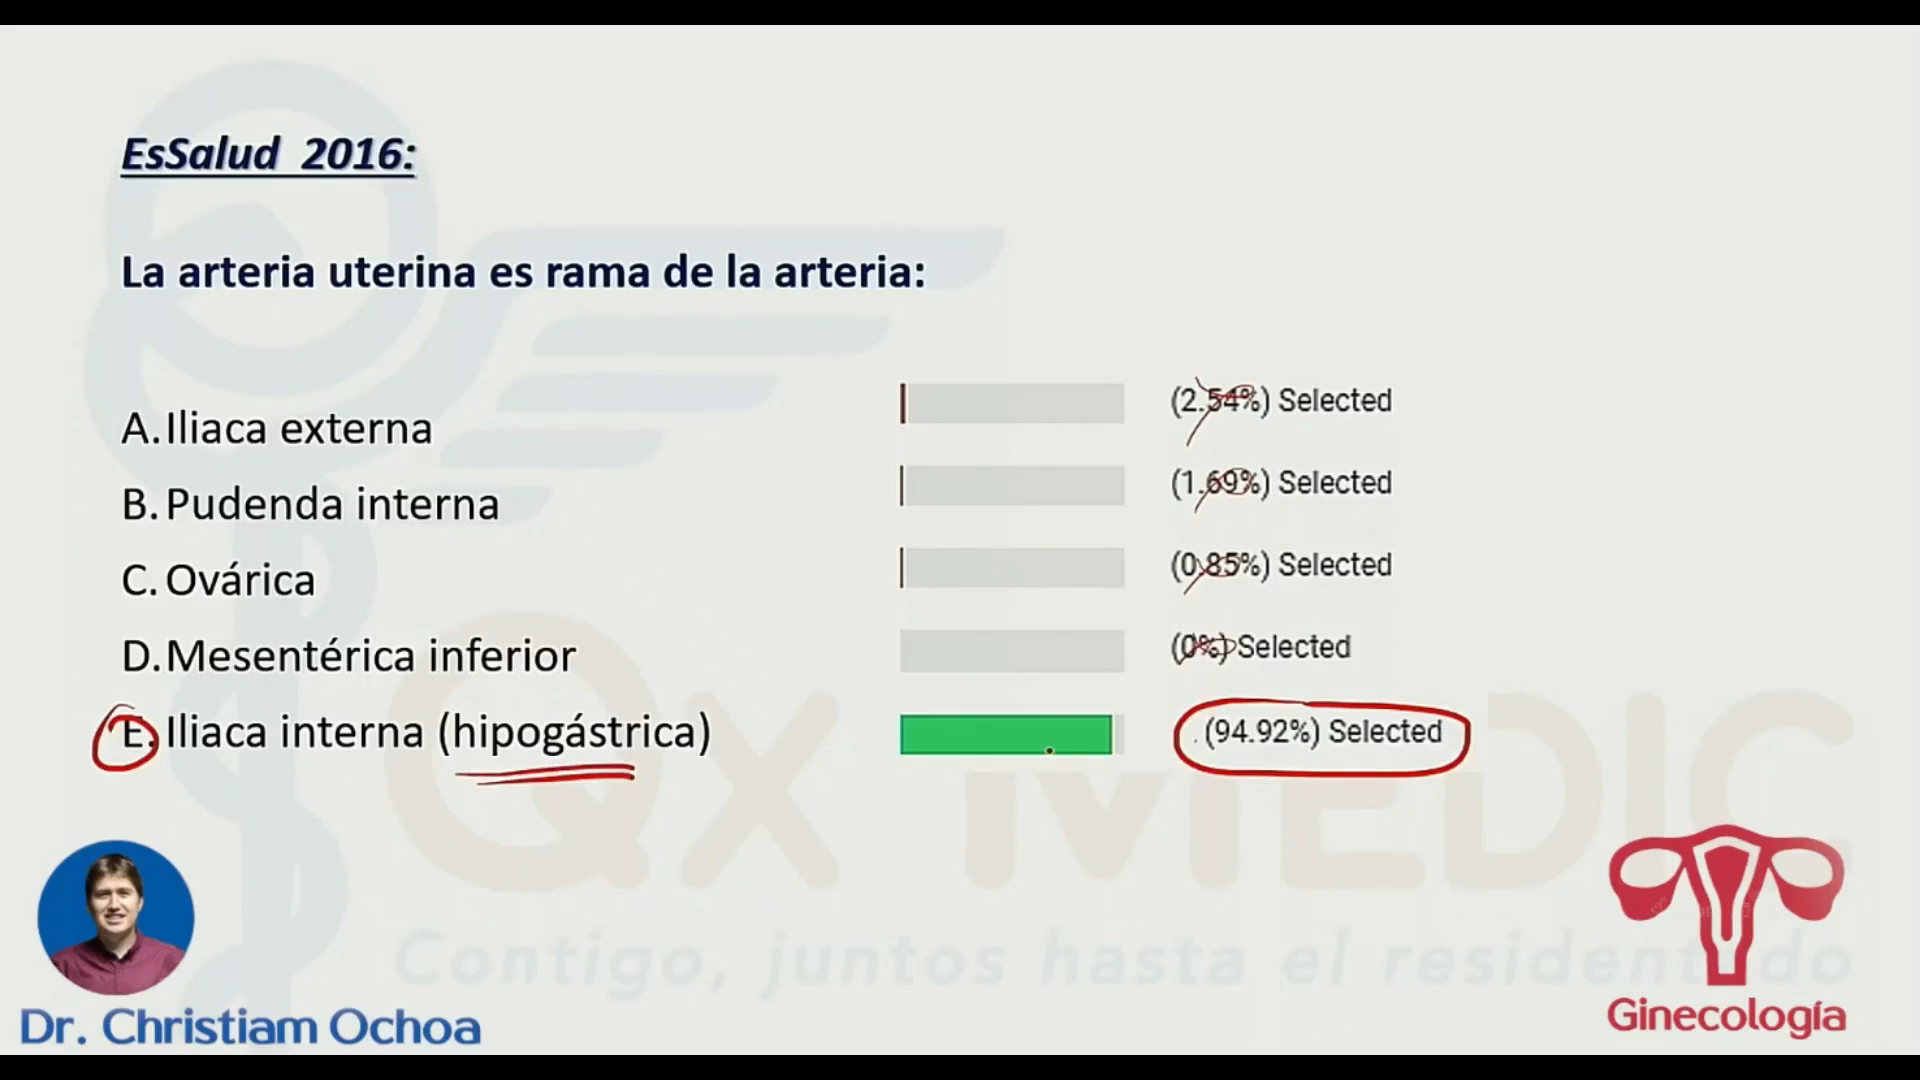 EsSalud 2016:
La arteria uterina es rama de la arteria:
A. Iliaca externa
(2.54%) Selected
B. Pudenda interna
(1.69%) Selected
C. Ovárica
(0.85%) Selected
D. Mesentérica inferior
(0%) Selected
E. Iliaca interna (hipogástrica)
(94.92%) Selected
QX MEDIC
Contigo, juntos hasta el residentado
Dr. Christiam Ochoa
Ginecología